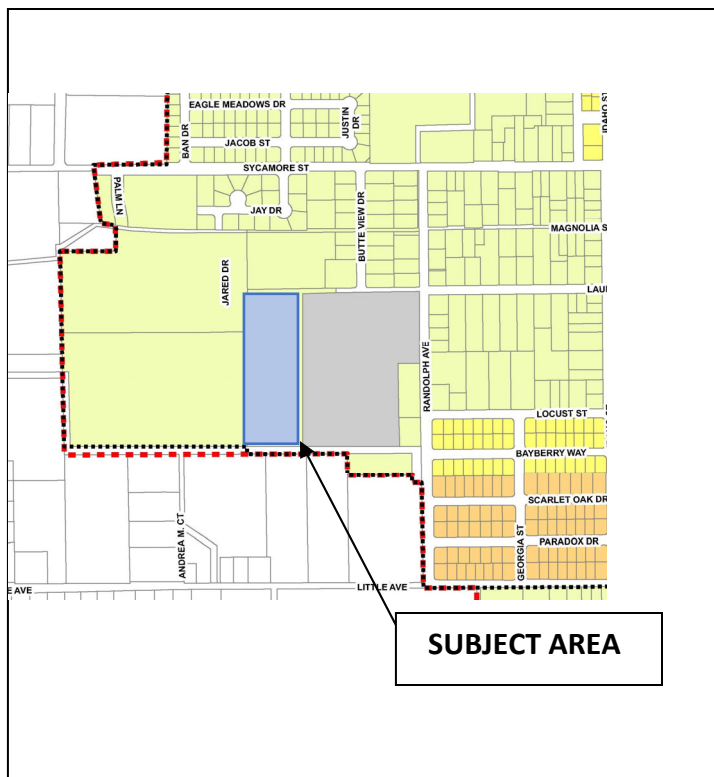 EAGLE MEADOWS DR
BAN DR
JUSTIN
DR
IDAHO ST
JACOB ST
SYCAMORE ST
PALM LN
JAY DR
BUTTE VIEW DR
MAGNOLIA S
JARED DR
LAU
RANDOLPH AVE
LOCUST ST
BAYBERRY WAY
SCARLET OAK DR
ANDREA M. CT
GEORGIA ST
PARADOX DR
E AVE
LITTLE AVE
SUBJECT AREA